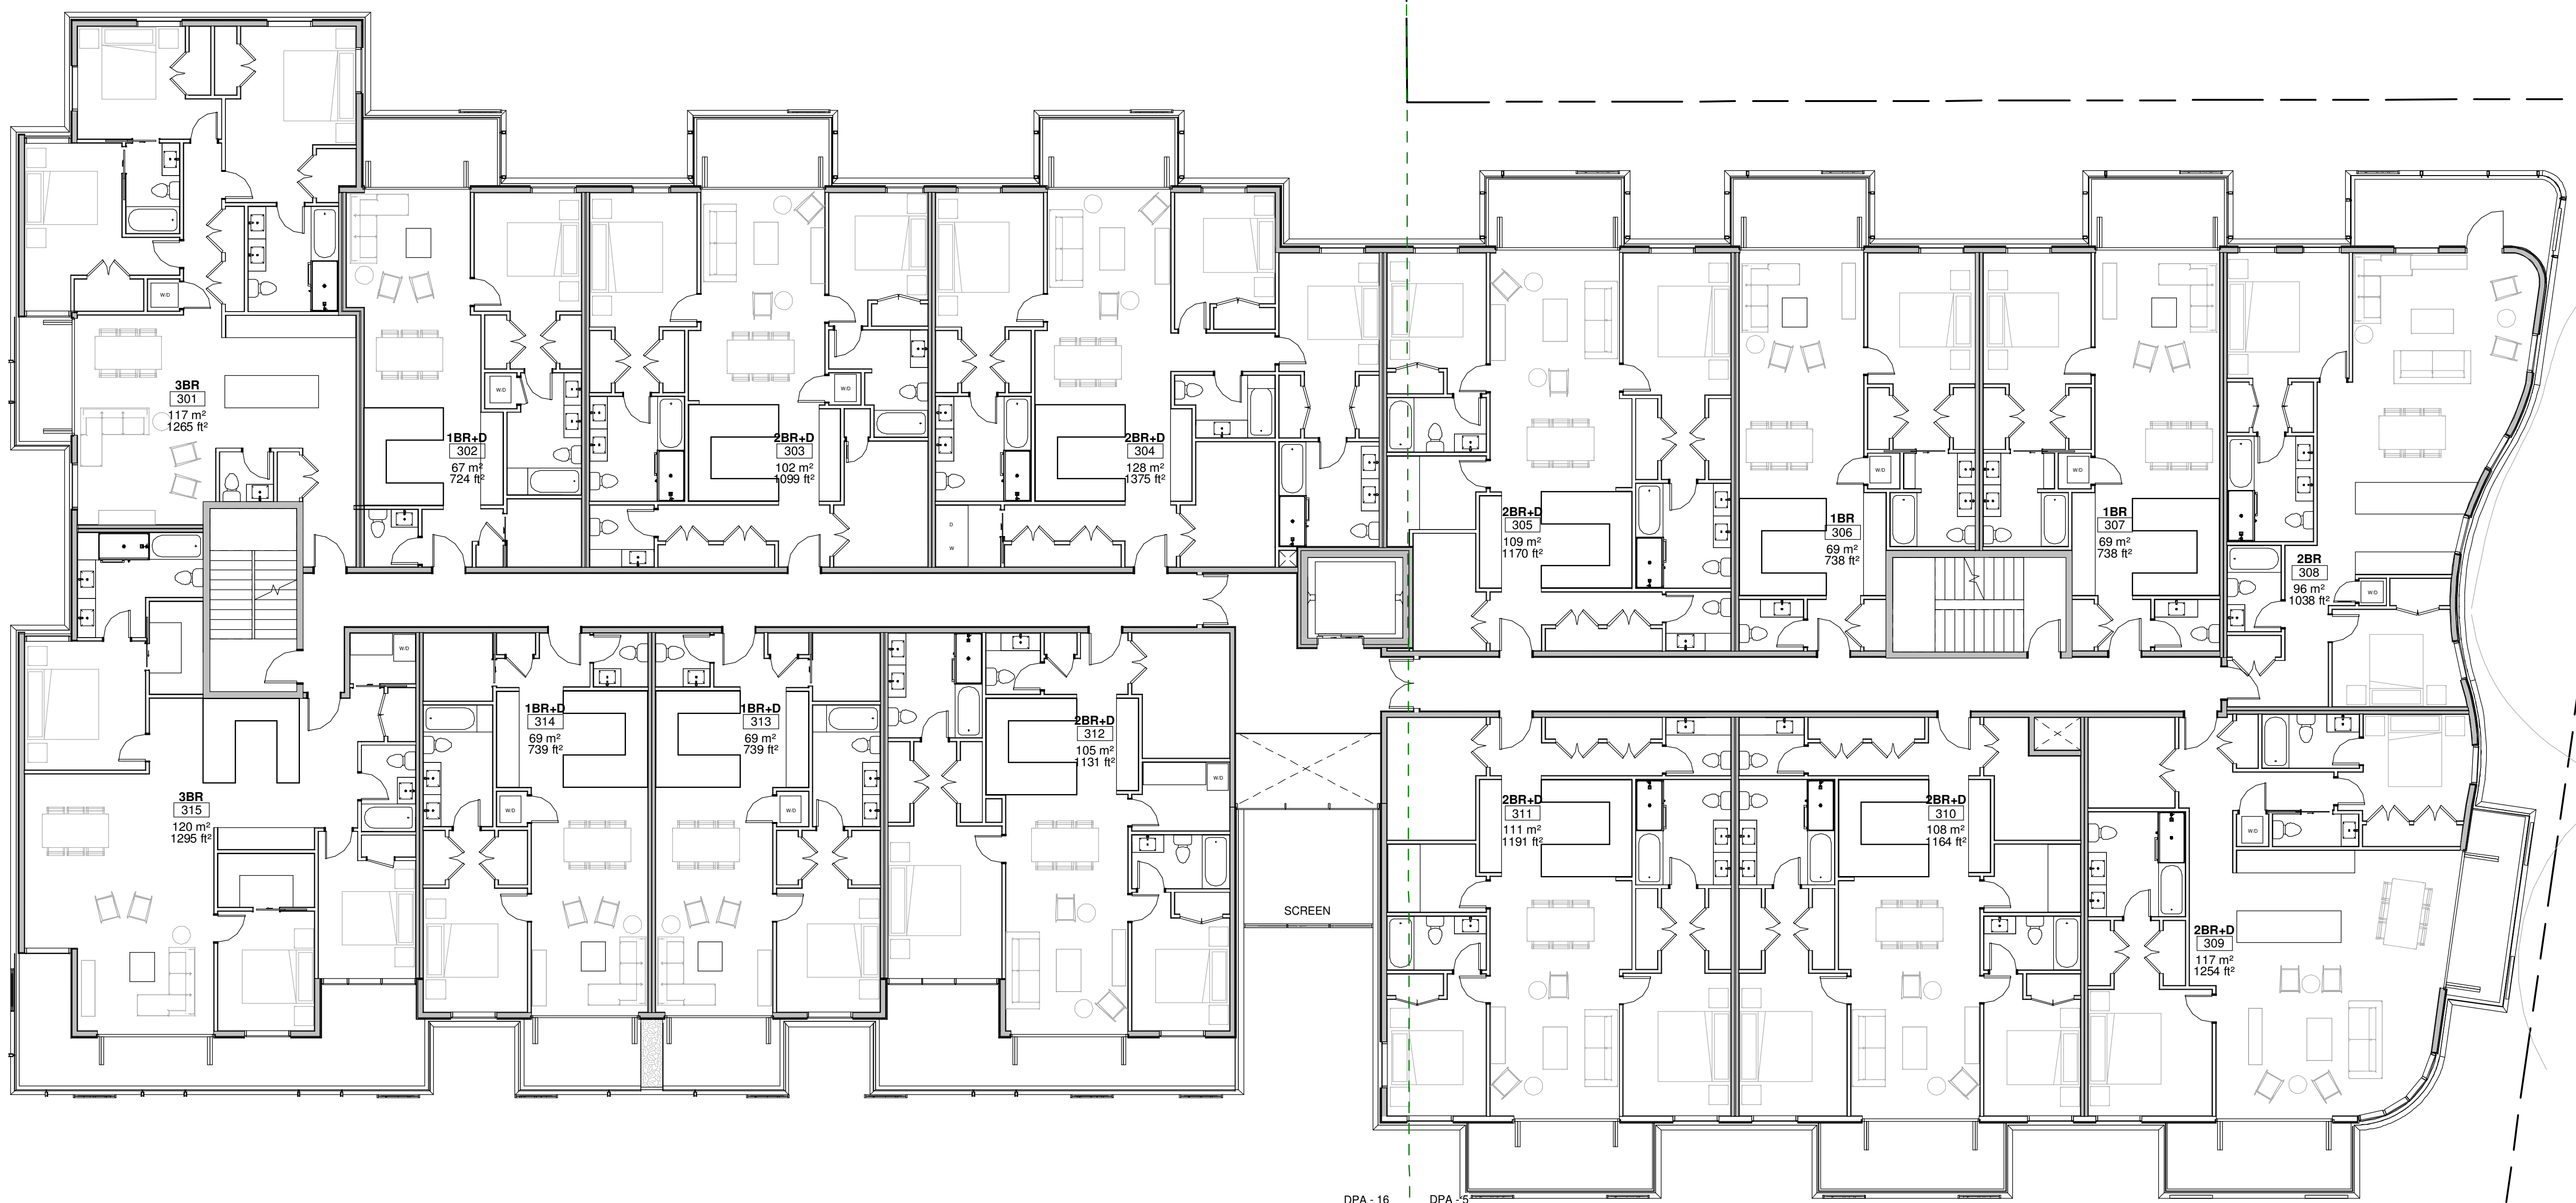 3BR
301
117 m²
1265 ft²
W/D
1BR+D
302
67 m²
724 ft²
W/D
2BR+D
303
102 m²
1099 ft²
W/D
2BR+D
304
128 m²
1375 ft²
D
W
2BR+D
305
109 m²
1170 ft²
1BR
306
69 m²
738 ft²
W/D
1BR
307
69 m²
738 ft²
W/D
2BR
308
96 m²
1038 ft²
W/D
3BR
315
120 m²
1295 ft²
W/D
1BR+D
314
69 m²
739 ft²
W/D
1BR+D
313
69 m²
739 ft²
W/D
2BR+D
312
105 m²
1131 ft²
W/D
SCREEN
2BR+D
311
111 m²
1191 ft²
2BR+D
310
108 m²
1164 ft²
2BR+D
309
117 m²
1254 ft²
W/D
DPA - 16
DPA - 5